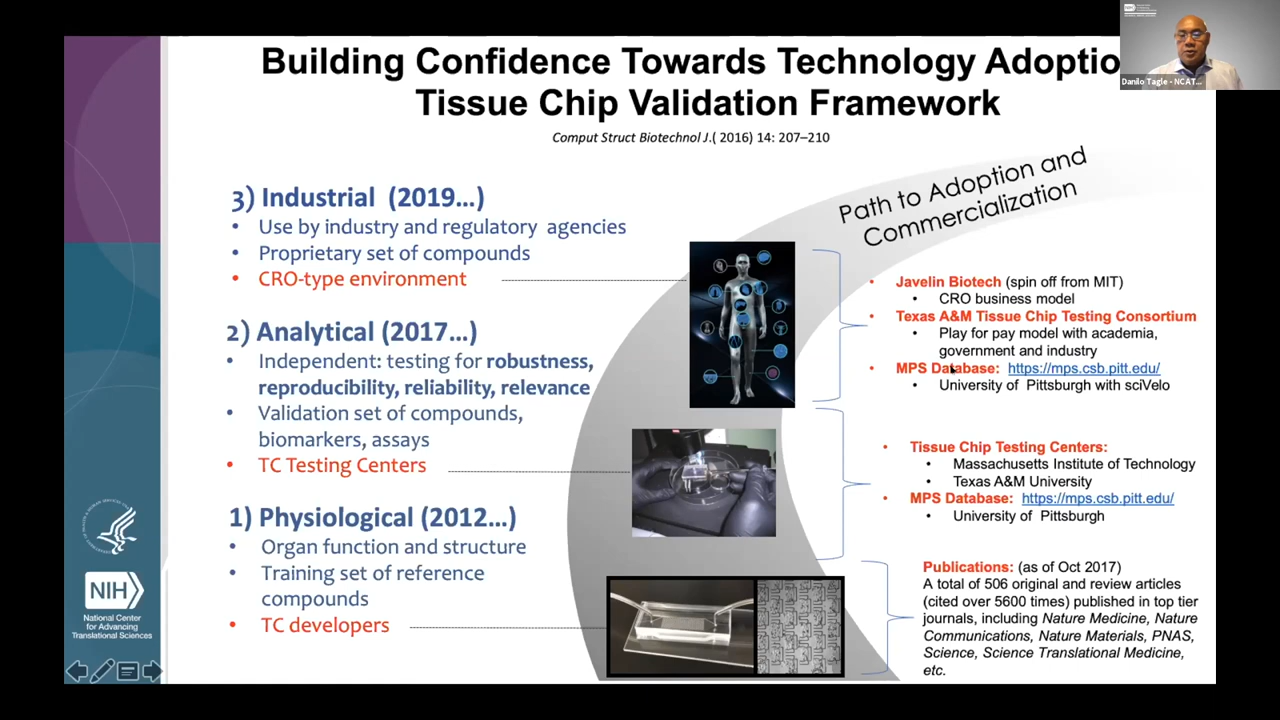 Building Confidence Towards Technology Adoptio
Tissue Chip Validation Framework
Comput Struct Biotechnol J.( 2016) 14: 207–210
NIH
Danilo Tagle - NCAT...
Path to Adoption and
Commercialization
3) Industrial (2019...)
• Use by industry and regulatory agencies
• Proprietary set of compounds
• CRO-type environment
2) Analytical (2017...)
• Independent: testing for robustness,
reproducibility, reliability, relevance
• Validation set of compounds,
biomarkers, assays
• TC Testing Centers
1) Physiological (2012...)
• Organ function and structure
• Training set of reference
compounds
• TC developers
• Javelin Biotech (spin off from MIT)
• CRO business model
• Texas A&M Tissue Chip Testing Consortium
• Play for pay model with academia,
government and industry
• MPS Database: https://mps.csb.pitt.edu/
• University of Pittsburgh with sciVelo
• Tissue Chip Testing Centers:
• Massachusetts Institute of Technology
• Texas A&M University
• MPS Database: https://mps.csb.pitt.edu/
• University of Pittsburgh
Publications: (as of Oct 2017)
A total of 506 original and review articles
(cited over 5600 times) published in top tier
journals, including Nature Medicine, Nature
Communications, Nature Materials, PNAS,
Science, Science Translational Medicine,
etc.
NIH
National Center
for Advancing
Translational Sciences